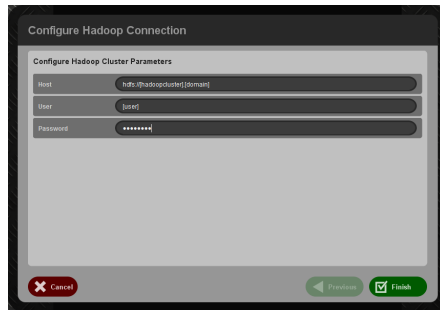 Configure Hadoop Connection
Configure Hadoop Cluster Parameters
Host hdfs://[hadoopcluster].[domain]
User [user]
Password ••••••••
Cancel Previous Finish